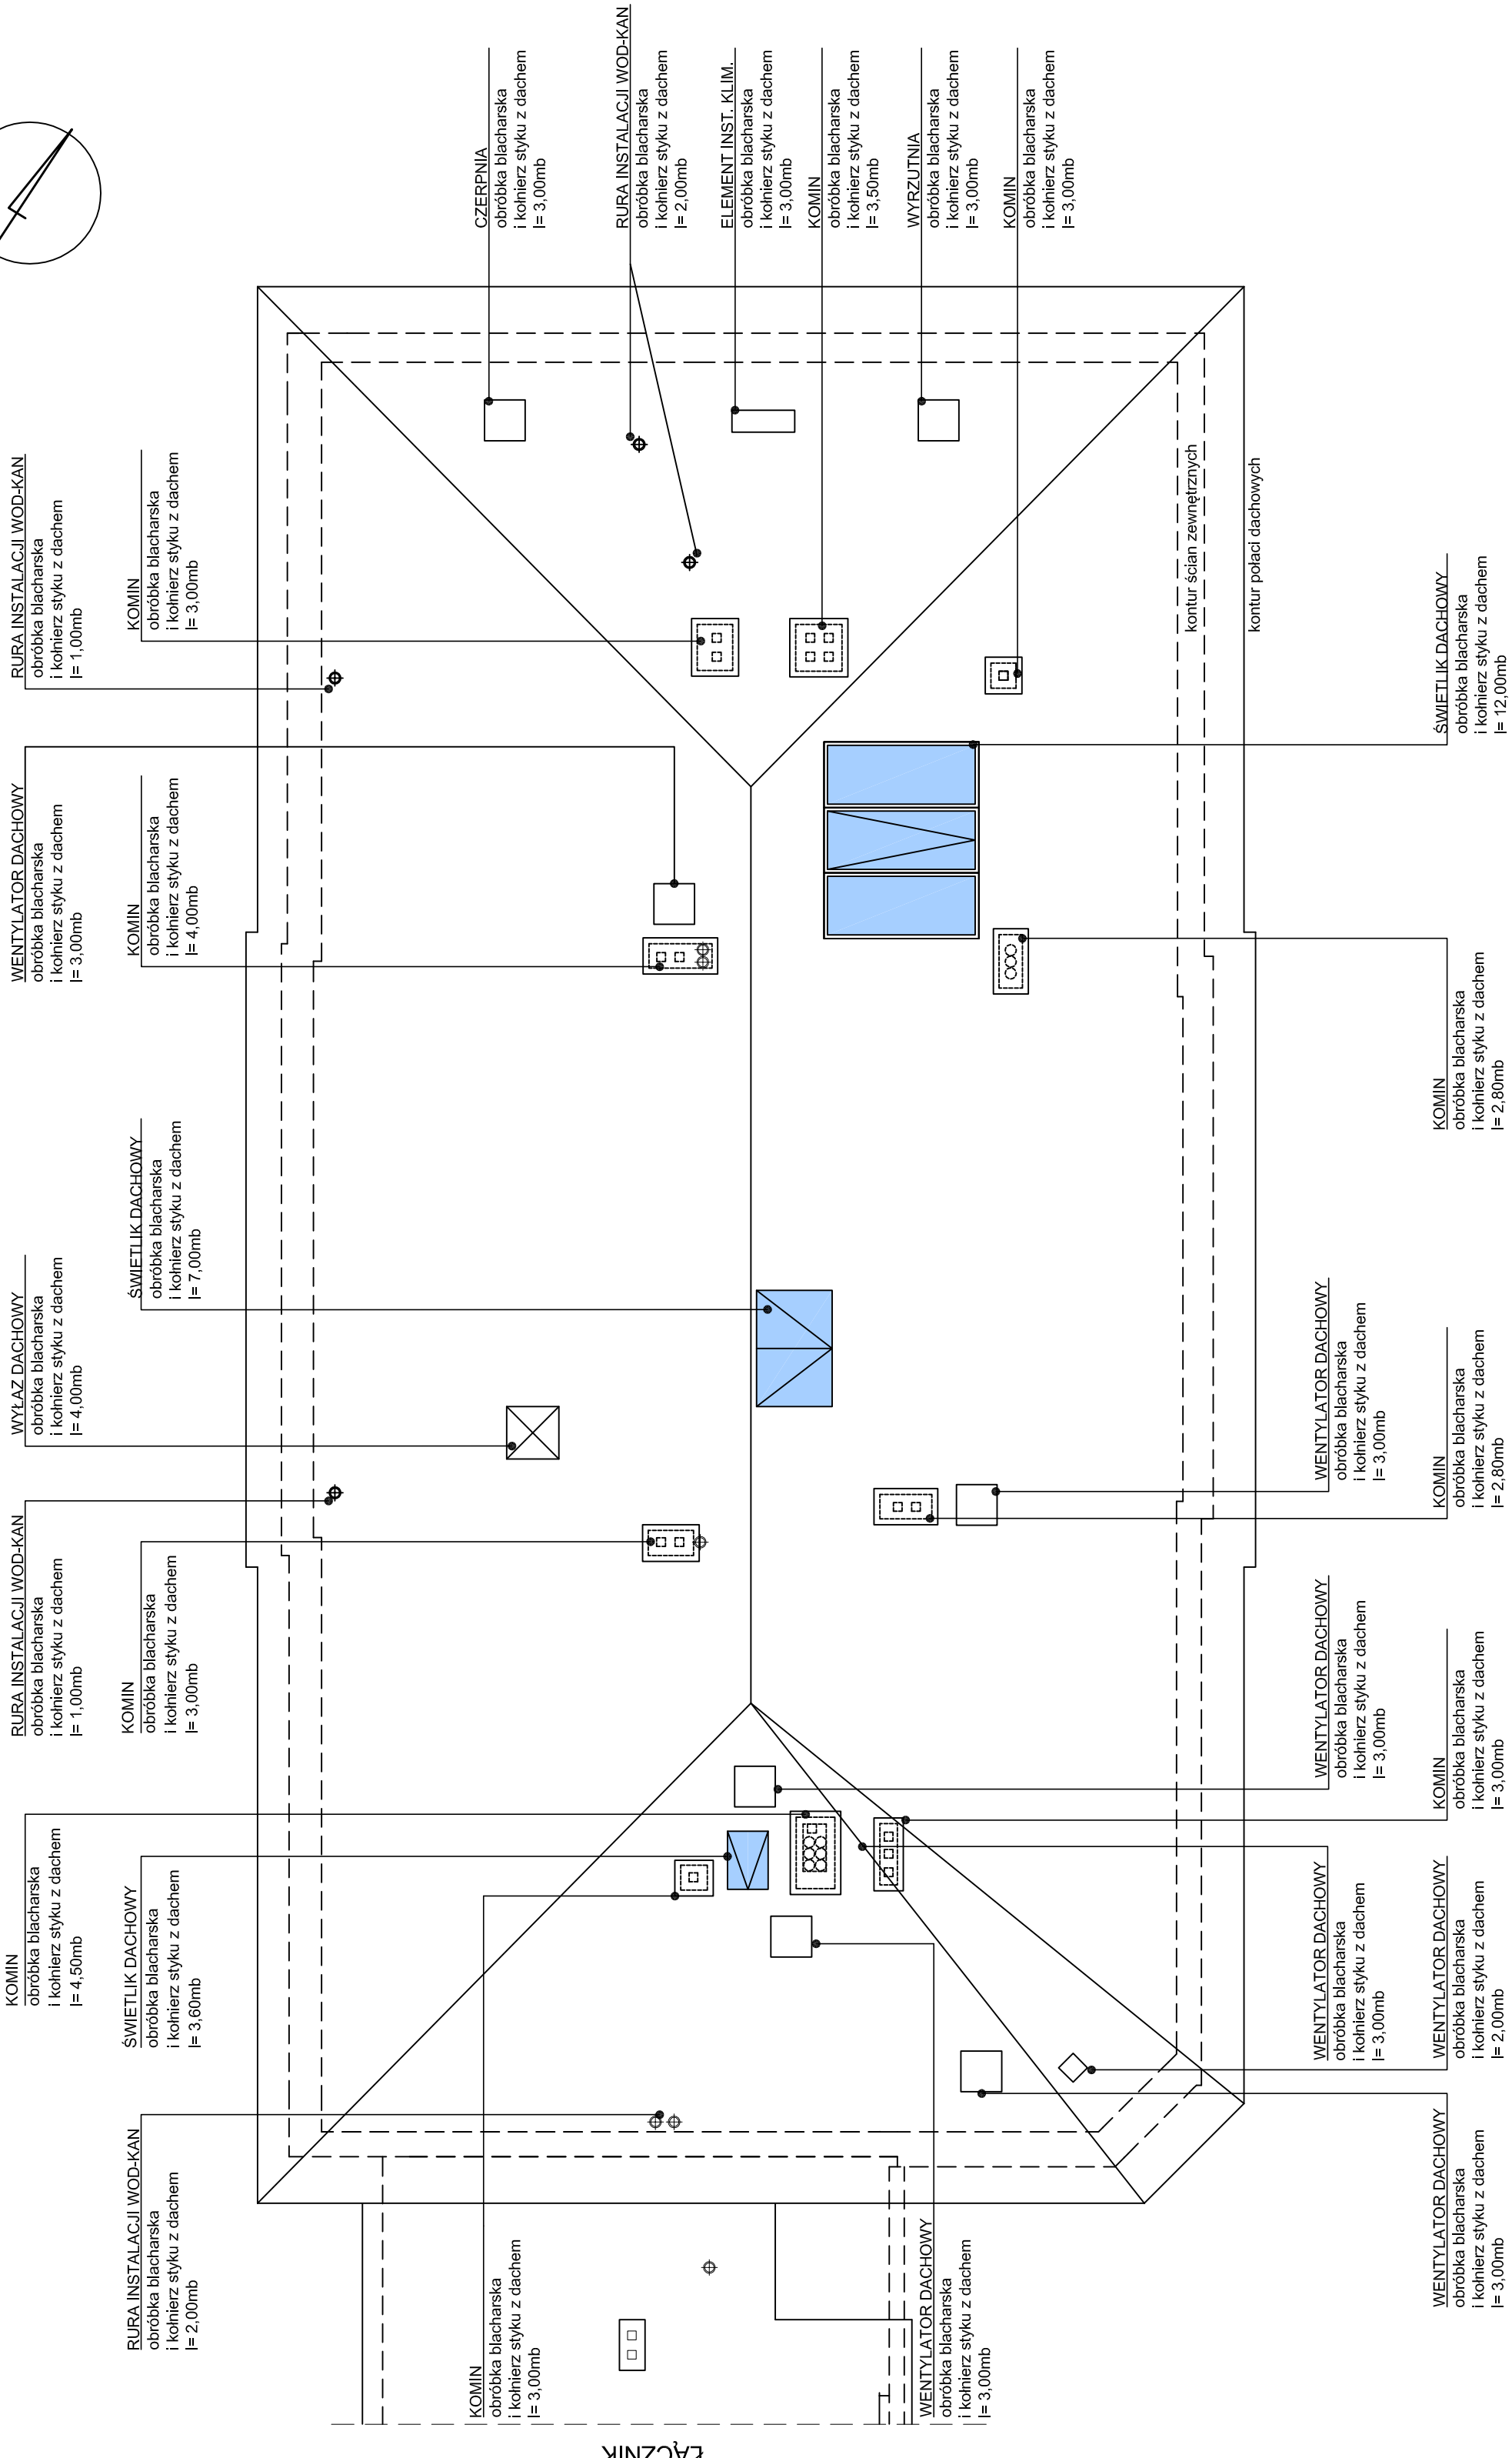 CZERPNIA
obróbka blacharska
i kołnierz styku z dachem
l= 3,00mb
RURA INSTALACJI WOD-KAN
obróbka blacharska
i kołnierz styku z dachem
l= 2,00mb
ELEMENT INST. KLIM.
obróbka blacharska
i kołnierz styku z dachem
l= 3,00mb
KOMIN
obróbka blacharska
i kołnierz styku z dachem
l= 3,50mb
WYRZUTNIA
obróbka blacharska
i kołnierz styku z dachem
l= 3,00mb
KOMIN
obróbka blacharska
i kołnierz styku z dachem
l= 3,00mb
RURA INSTALACJI WOD-KAN
obróbka blacharska
i kołnierz styku z dachem
l= 1,00mb
KOMIN
obróbka blacharska
i kołnierz styku z dachem
l= 3,00mb
kontur ścian zewnętrznych
kontur połaci dachowych
ŚWIETLIK DACHOWY
obróbka blacharska
i kołnierz styku z dachem
l= 12,00mb
WENTYLATOR DACHOWY
obróbka blacharska
i kołnierz styku z dachem
l= 3,00mb
KOMIN
obróbka blacharska
i kołnierz styku z dachem
l= 4,00mb
KOMIN
obróbka blacharska
i kołnierz styku z dachem
l= 2,80mb
WYŁAZ DACHOWY
obróbka blacharska
i kołnierz styku z dachem
l= 4,00mb
ŚWIETLIK DACHOWY
obróbka blacharska
i kołnierz styku z dachem
l= 7,00mb
WENTYLATOR DACHOWY
obróbka blacharska
i kołnierz styku z dachem
l= 3,00mb
KOMIN
obróbka blacharska
i kołnierz styku z dachem
l= 2,80mb
RURA INSTALACJI WOD-KAN
obróbka blacharska
i kołnierz styku z dachem
l= 1,00mb
KOMIN
obróbka blacharska
i kołnierz styku z dachem
l= 3,00mb
WENTYLATOR DACHOWY
obróbka blacharska
i kołnierz styku z dachem
l= 3,00mb
KOMIN
obróbka blacharska
i kołnierz styku z dachem
l= 3,00mb
KOMIN
obróbka blacharska
i kołnierz styku z dachem
l= 4,50mb
ŚWIETLIK DACHOWY
obróbka blacharska
i kołnierz styku z dachem
l= 3,60mb
WENTYLATOR DACHOWY
obróbka blacharska
i kołnierz styku z dachem
l= 3,00mb
WENTYLATOR DACHOWY
obróbka blacharska
i kołnierz styku z dachem
l= 2,00mb
RURA INSTALACJI WOD-KAN
obróbka blacharska
i kołnierz styku z dachem
l= 2,00mb
KOMIN
obróbka blacharska
i kołnierz styku z dachem
l= 3,00mb
WENTYLATOR DACHOWY
obróbka blacharska
i kołnierz styku z dachem
l= 3,00mb
WENTYLATOR DACHOWY
obróbka blacharska
i kołnierz styku z dachem
l= 3,00mb
ŁĄCZNIK